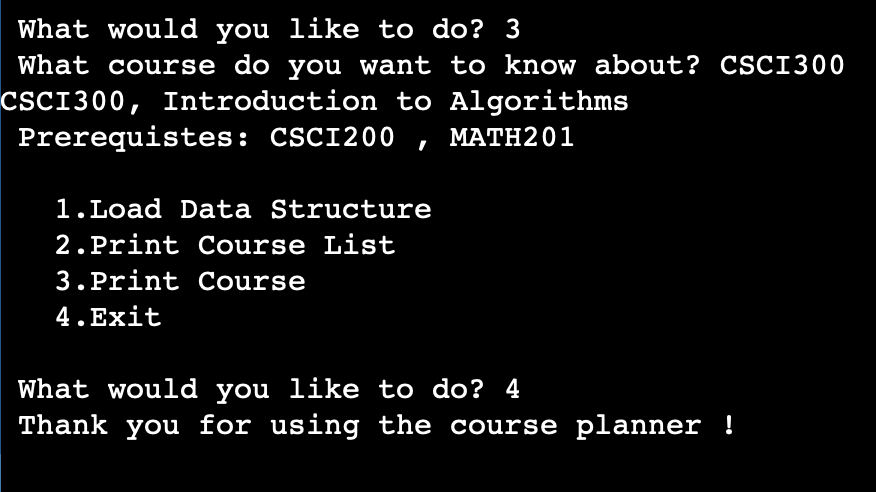 What would you like to do? 3
What course do you want to know about? CSCI300
CSCI300, Introduction to Algorithms
Prerequistes: CSCI200 , MATH201
1.Load Data Structure
2.Print Course List
3.Print Course
4.Exit
What would you like to do? 4
Thank you for using the course planner !